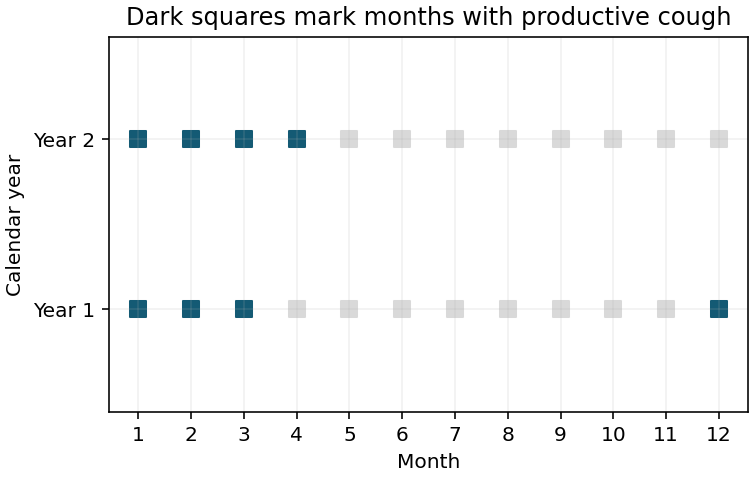 Dark squares mark months with productive cough
Calendar year
Year 2
Year 1
1 2 3 4 5 6 7 8 9 10 11 12
Month